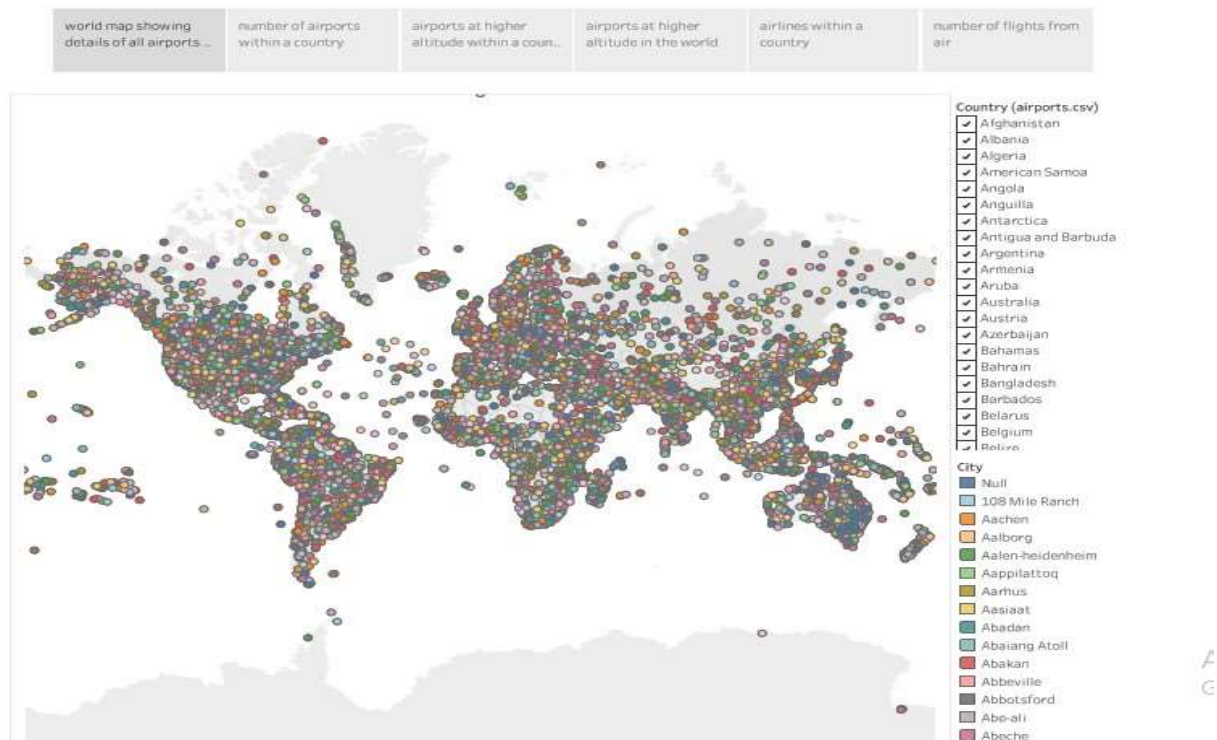 world map showing
details of all airports ...
number of airports
within a country
airports at higher
altitude within a coun..
airports at higher
altitude in the world
airlines within a
country
number of flights from
air
Country (airports.csv)
Afghanistan
Albania
Algeria
American Samoa
Angola
Anguilla
Antarctica
Antigua and Barbuda
Argentina
Armenia
Aruba
Australia
Austria
Azerbaijan
Bahamas
Bahrain
Bangladesh
Barbados
Belarus
Belgium
Belize
City
Null
108 Mile Ranch
Aachen
Aalborg
Aalen-heidenheim
Aappilattoq
Aarhus
Aasiaat
Abadan
Abaiang Atoll
Abakan
Abbeville
Abbotsford
Abe-ali
Abeche
A
G